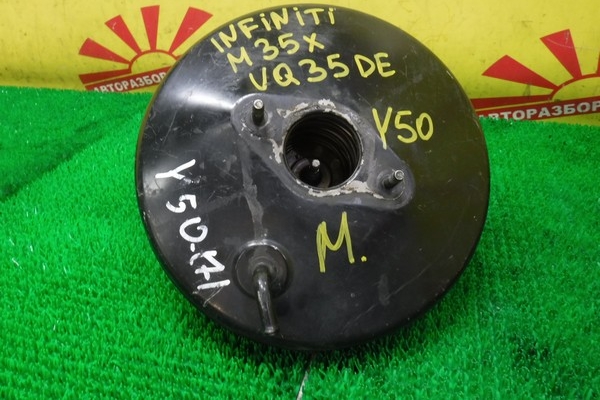 INFINITI
M35X
VQ35DE
Y50
Y50-171
M.
АВТОРАЗБОР
АВТОРАЗБОР